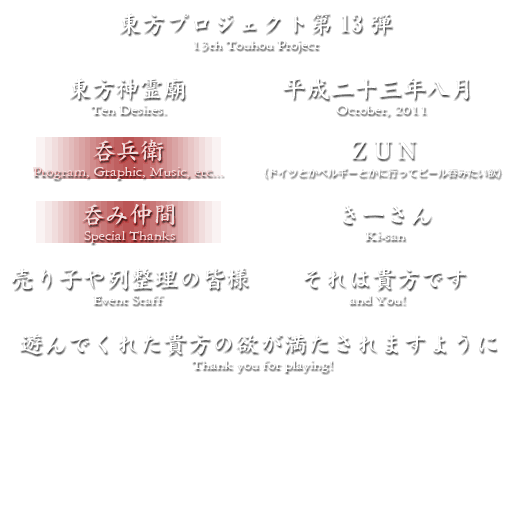 東方プロジェクト第13弾
13th Touhou Project
東方神霊廟
Ten Desires.
平成二十三年八月
October, 2011
呑兵衛
Program, Graphic, Music, etc...
ZUN
(ドイツとかベルギーとかに行ってビール呑みたい欲)
呑み仲間
Special Thanks
きーさん
Ki-san
売り子や列整理の皆様
Event Staff
それは貴方です
and You!
遊んでくれた貴方の欲が満たされますように
Thank you for playing!